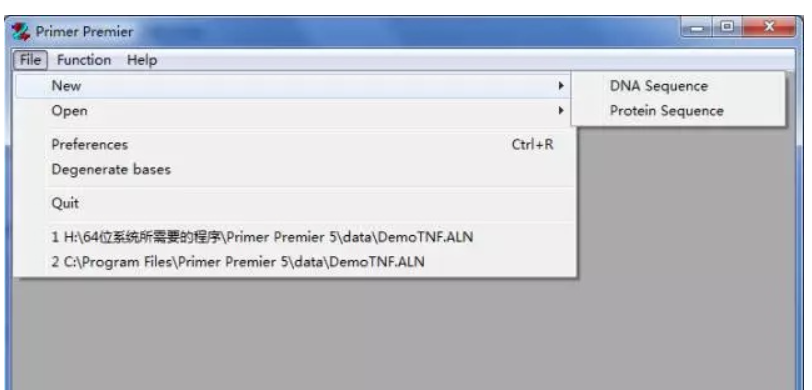 Primer Premier
File Function Help
New DNA Sequence
Open Protein Sequence
Preferences Ctrl+R
Degenerate bases
Quit
1 H:\64位系统所需要的程序\Primer Premier 5\data\DemoTNF.ALN
2 C:\Program Files\Primer Premier 5\data\DemoTNF.ALN